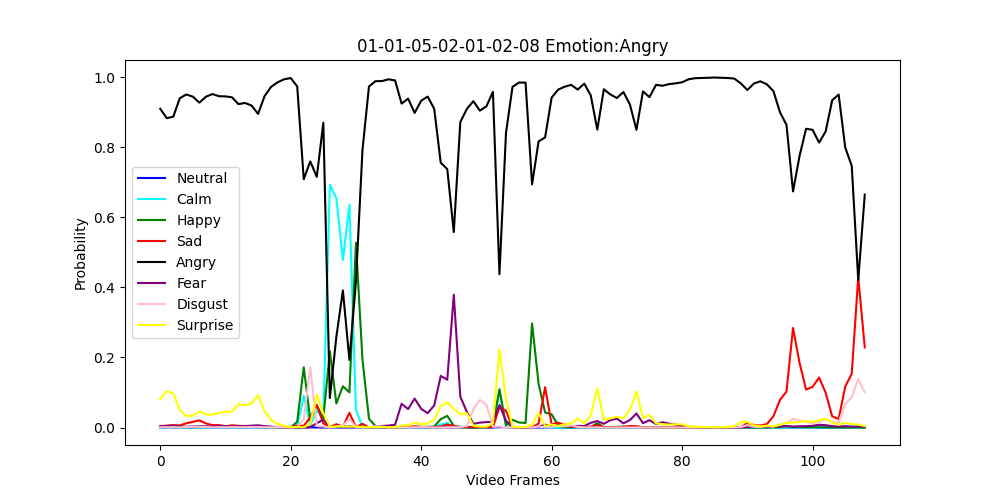 01-01-05-02-01-02-08 Emotion:Angry
Probability
1.0
0.8
0.6
0.4
0.2
0.0
Neutral
Calm
Happy
Sad
Angry
Fear
Disgust
Surprise
0 20 40 60 80 100
Video Frames